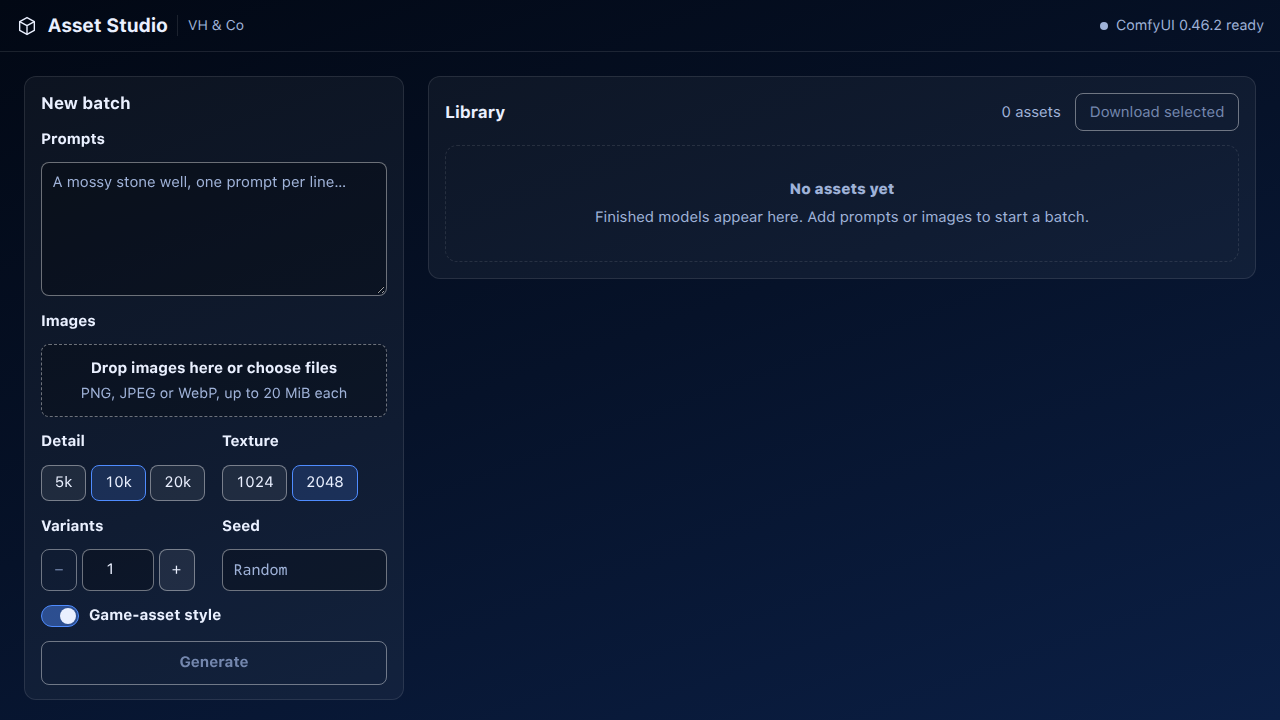 Asset Studio
VH & Co
ComfyUI 0.46.2 ready
New batch
Prompts
A mossy stone well, one prompt per line...
Images
Drop images here or choose files
PNG, JPEG or WebP, up to 20 MiB each
Detail
Texture
5k
10k
20k
1024
2048
Variants
Seed
−
1
+
Random
Game-asset style
Generate
Library
0 assets
Download selected
No assets yet
Finished models appear here. Add prompts or images to start a batch.